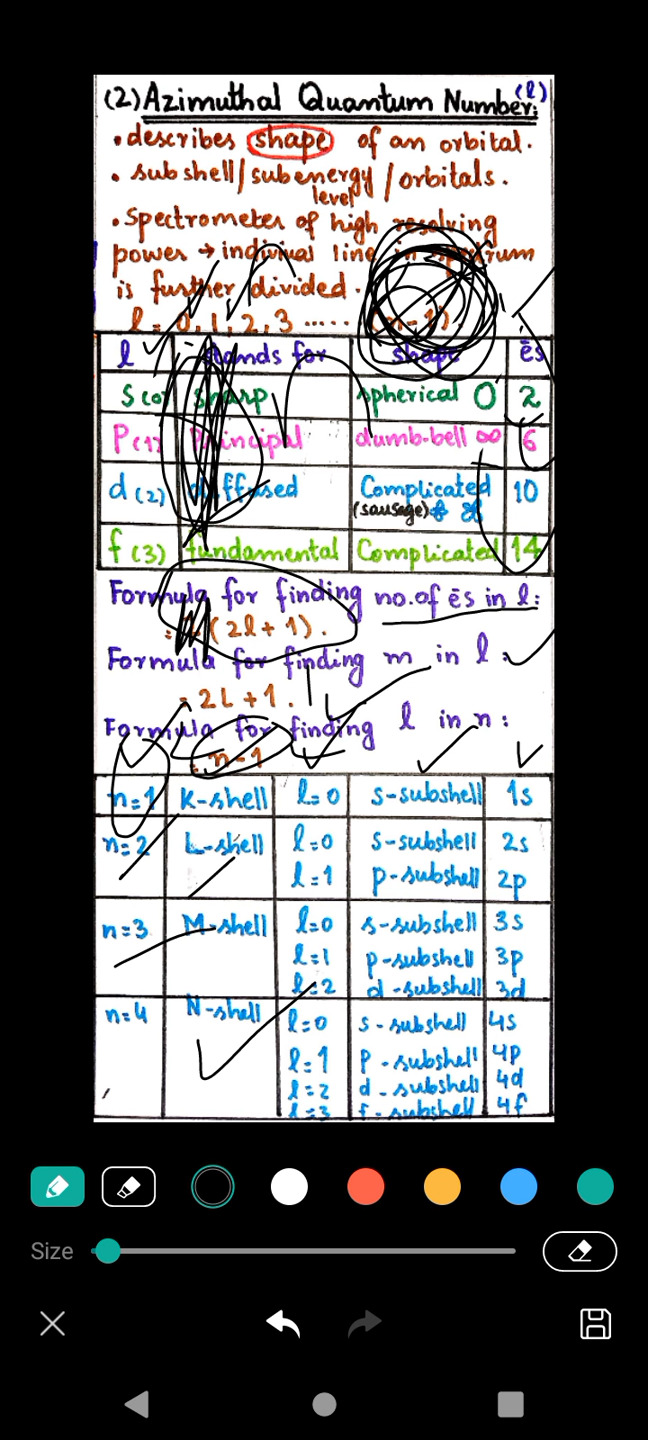 (2) Azimuthal Quantum Number: (l)
• describes shape of an orbital.
• subshell/subenergy level/orbitals.
• Spectrometer of high resolving
power → indiviual line in spectrum
is further divided.
l = 0, 1, 2, 3 ..... (n-1).
l stands for shape ēs
S (0) sharp spherical 0 2
P (1) Principal dumb-bell ∞ 6
d (2) diffused Complicated (sausage) 10
f (3) fundamental Complicated 14
Formula for finding no. of ēs in l:
(2l+1).
Formula for finding m in l:
= 2L+1.
Formula for finding l in n:
= n-1
n=1 K-shell l=0 s-subshell 1s
n=2 L-shell l=0 s-subshell 2s
l=1 p-subshell 2p
n=3 M-shell l=0 s-subshell 3s
l=1 p-subshell 3p
l=2 d-subshell 3d
n=4 N-shell l=0 s-subshell 4s
l=1 p-subshell 4p
l=2 d-subshell 4d
l=3 f-subshell 4f
Size